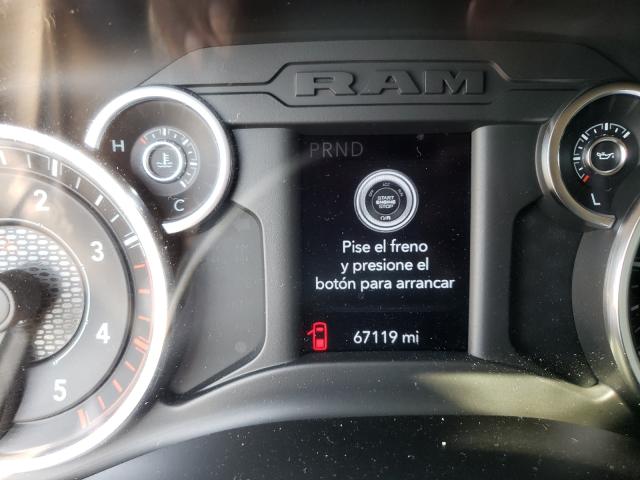 RAM
PRND
H
C
L
START
ENGINE
STOP
Pise el freno
y presione el
botón para arrancar
67119 mi
2
3
4
5